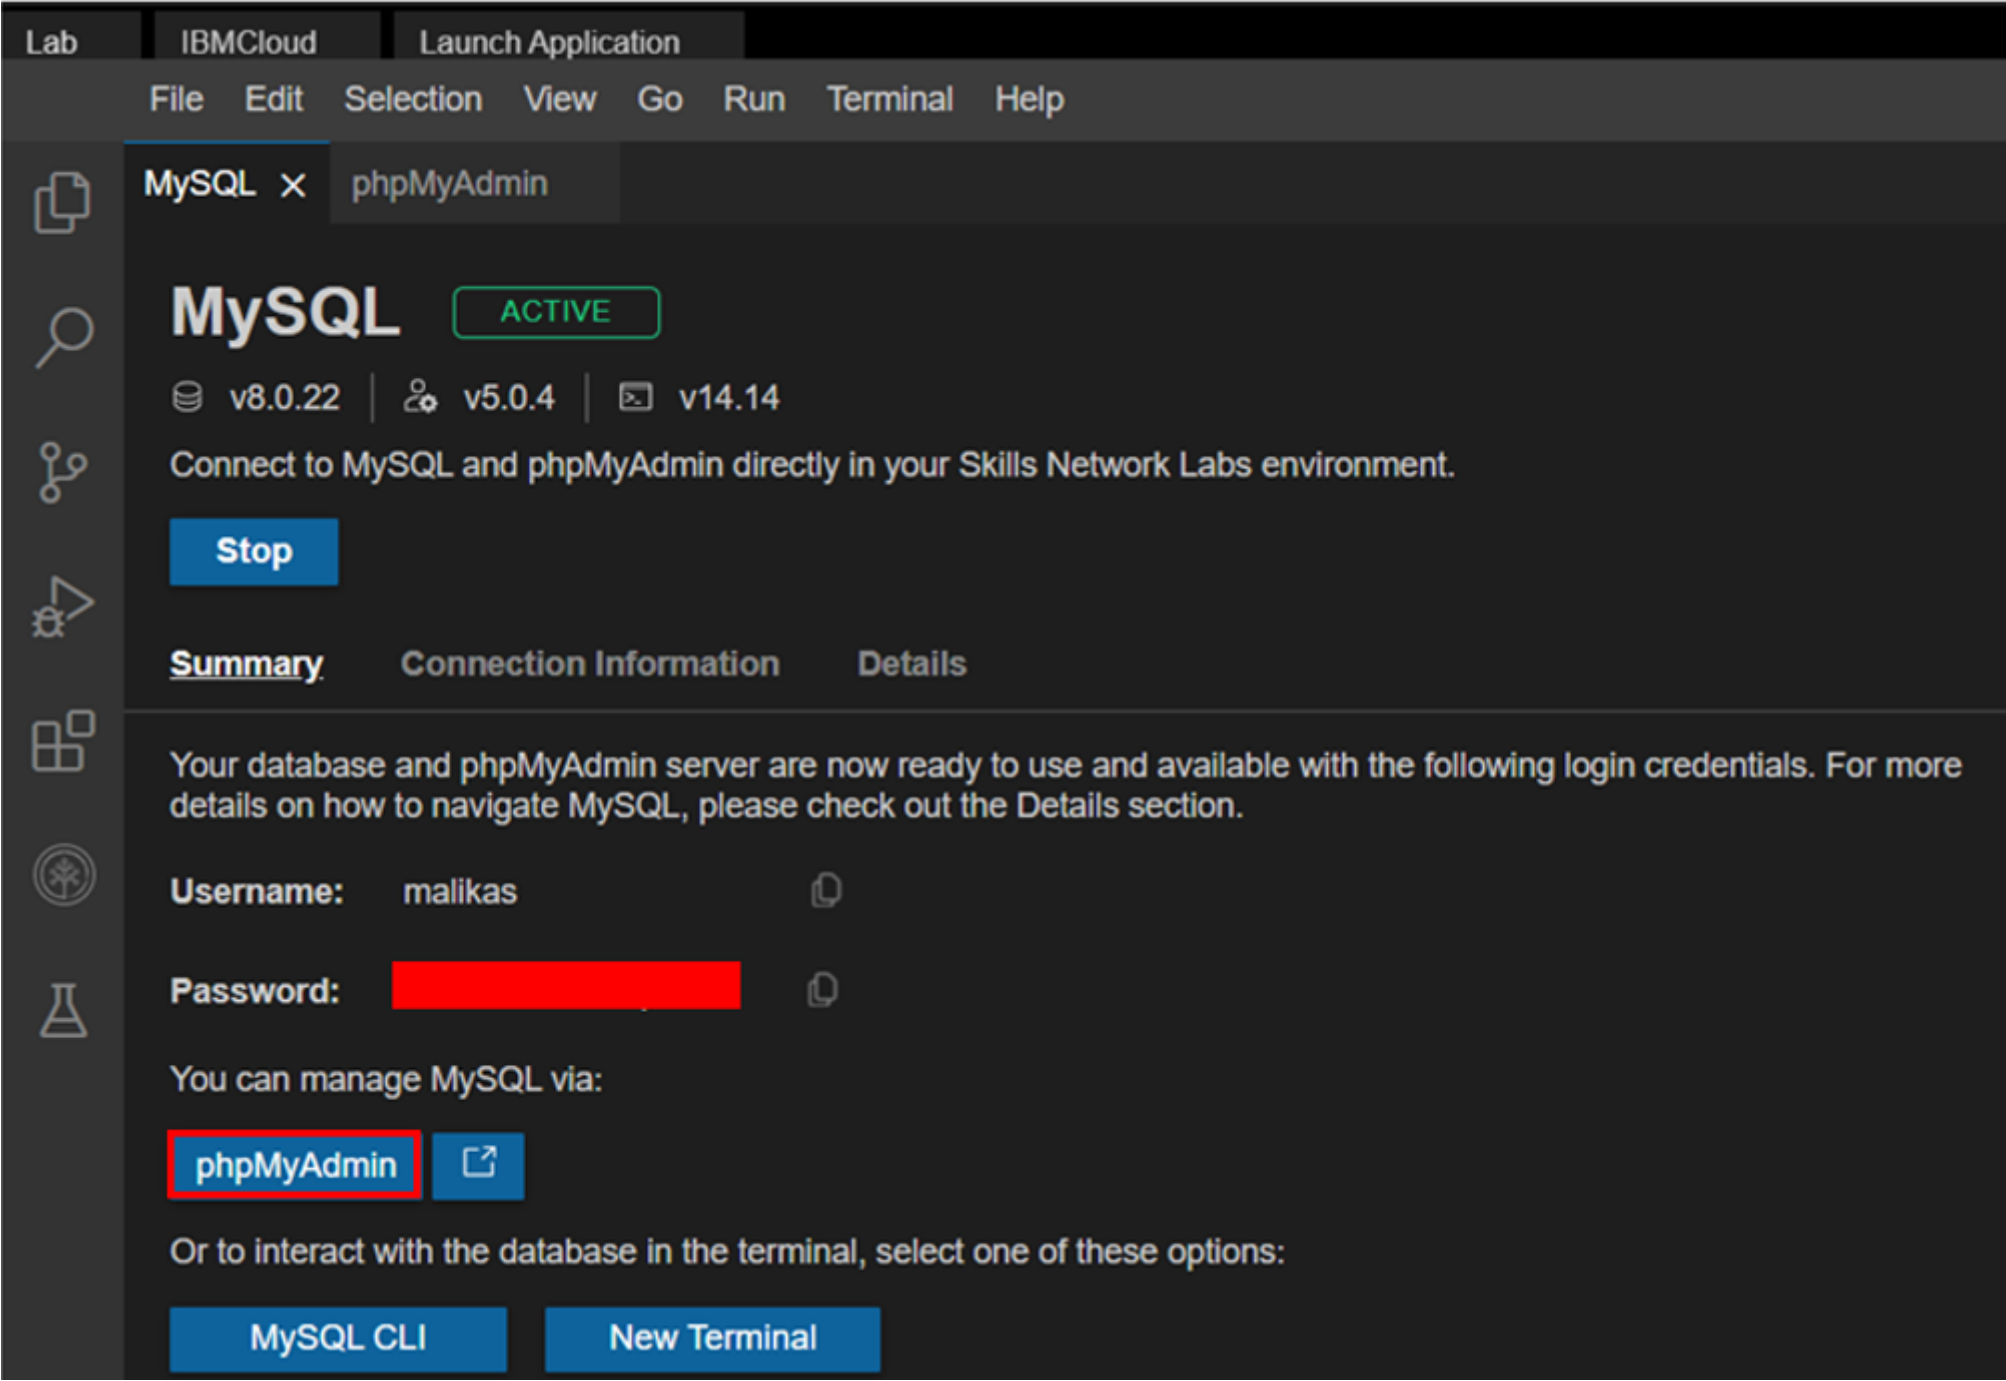 Lab IBMCloud Launch Application
File Edit Selection View Go Run Terminal Help
MySQL phpMyAdmin
MySQL ACTIVE
v8.0.22 v5.0.4 v14.14
Connect to MySQL and phpMyAdmin directly in your Skills Network Labs environment.
Stop
Summary Connection Information Details
Your database and phpMyAdmin server are now ready to use and available with the following login credentials. For more
details on how to navigate MySQL, please check out the Details section.
Username: malikas
Password:
You can manage MySQL via:
phpMyAdmin
Or to interact with the database in the terminal, select one of these options:
MySQL CLI New Terminal